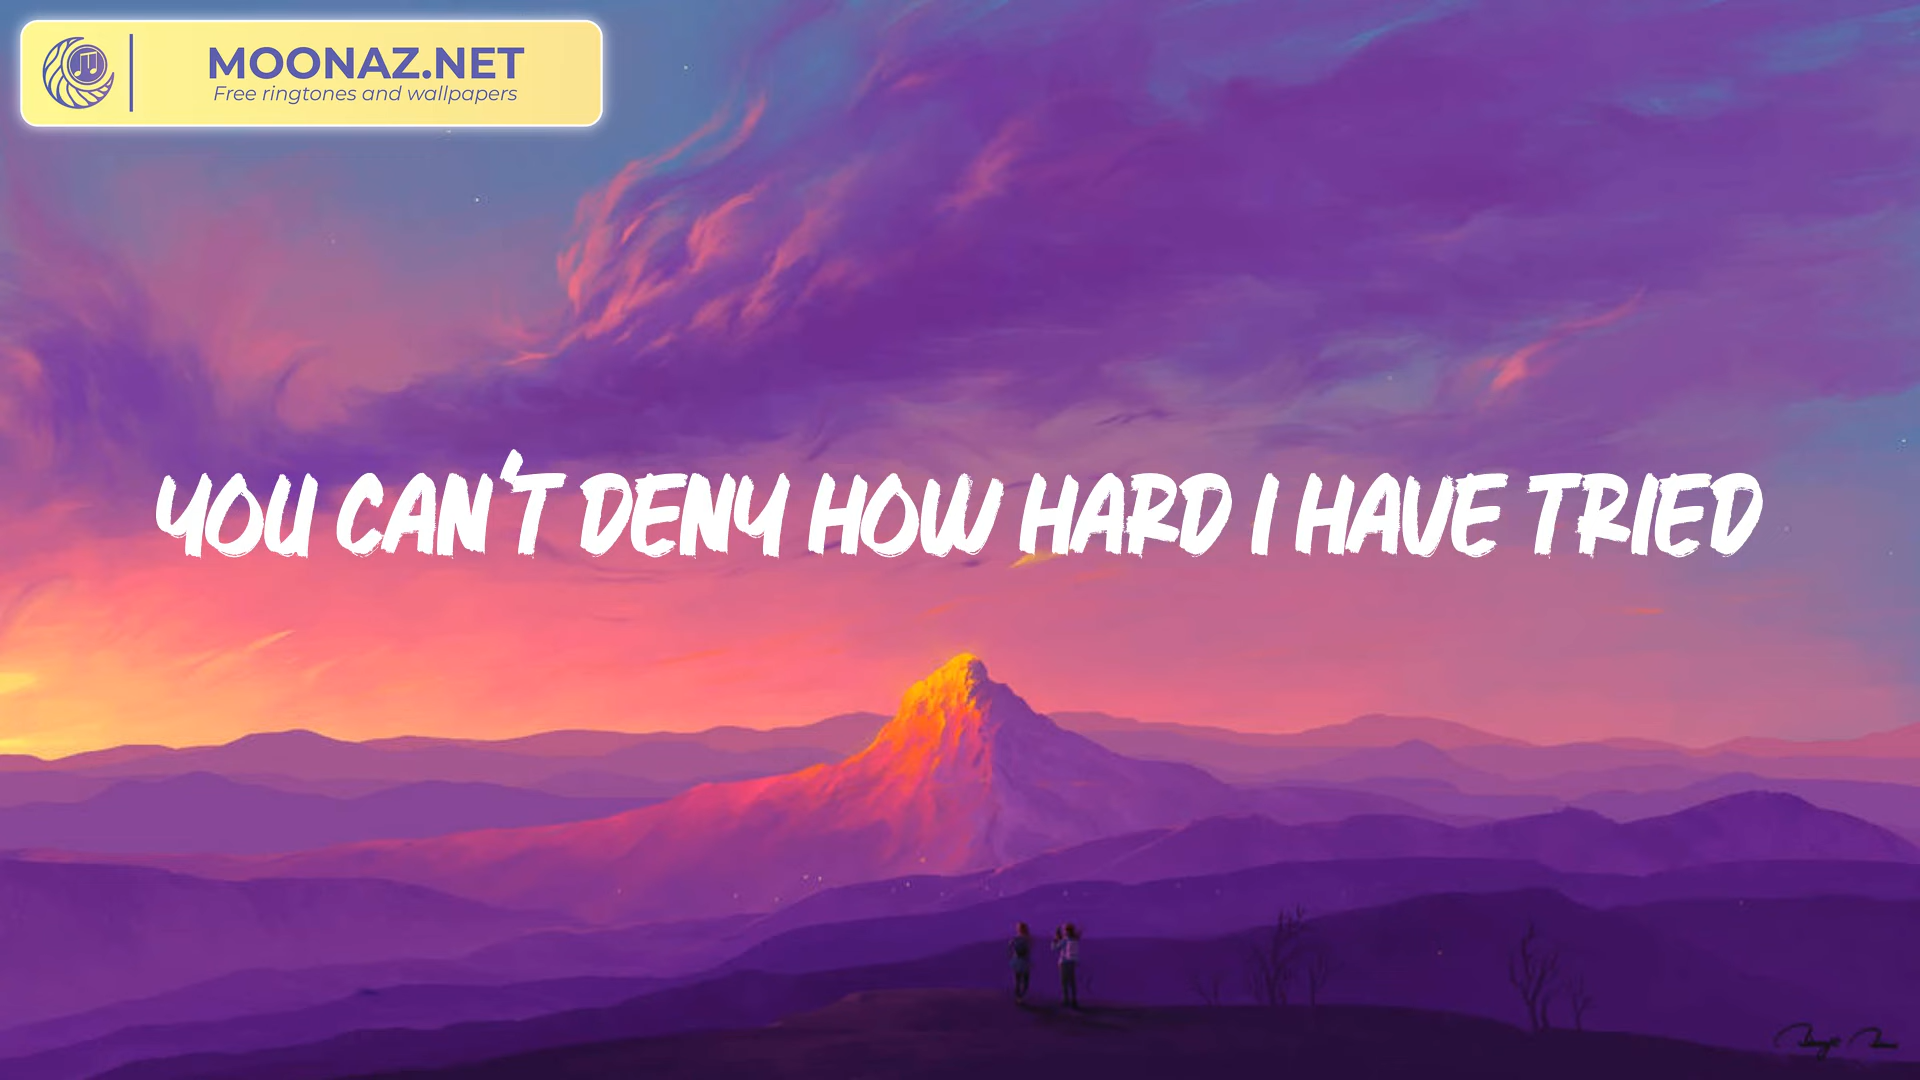 MOONAZ.NET
Free ringtones and wallpapers
YOU CAN'T DENY HOW HARD I HAVE TRIED